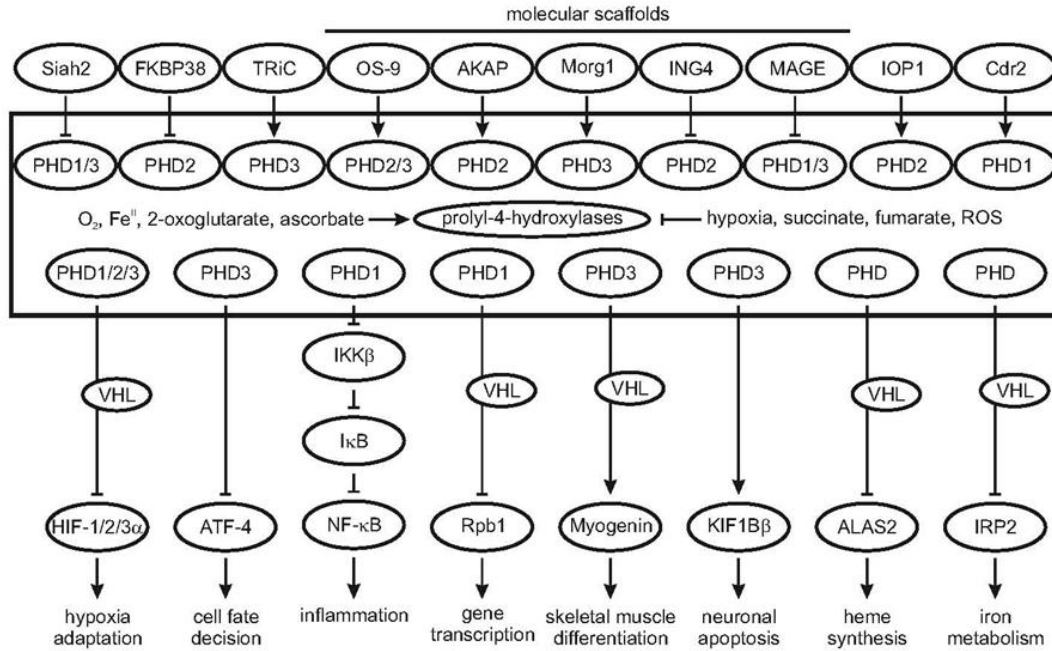 molecular scaffolds
Siah2 FKBP38 TRiC OS-9 AKAP Morg1 ING4 MAGE IOP1 Cdr2
PHD1/3 PHD2 PHD3 PHD2/3 PHD2 PHD3 PHD2 PHD1/3 PHD2 PHD1
O₂, Feᴵᴵ, 2-oxoglutarate, ascorbate prolyl-4-hydroxylases hypoxia, succinate, fumarate, ROS
PHD1/2/3 PHD3 PHD1 PHD1 PHD3 PHD3 PHD PHD
IKKβ
VHL VHL VHL VHL VHL
IκB
HIF-1/2/3α ATF-4 NF-κB Rpb1 Myogenin KIF1Bβ ALAS2 IRP2
hypoxia cell fate inflammation gene skeletal muscle neuronal heme iron
adaptation decision transcription differentiation apoptosis synthesis metabolism